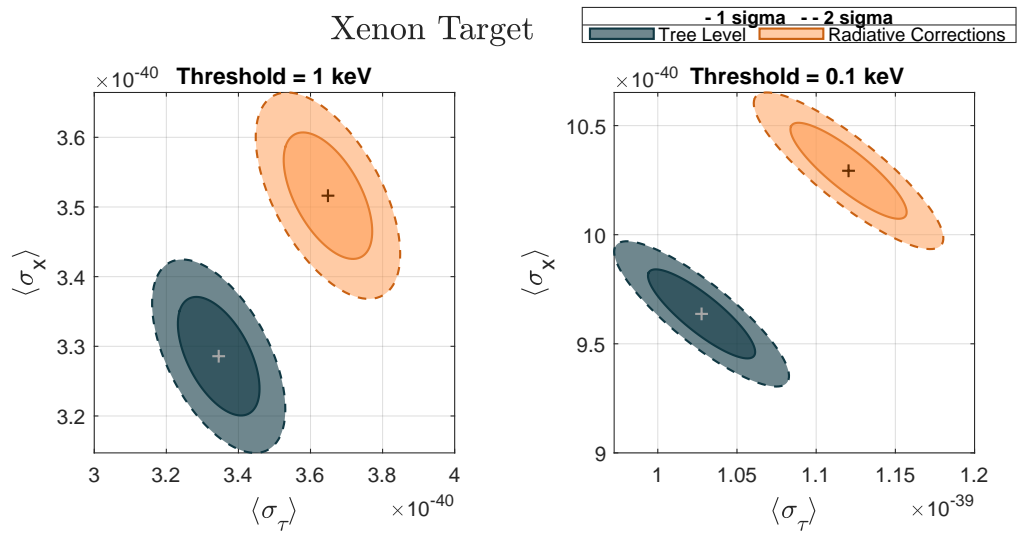 Xenon Target
- 1 sigma - - 2 sigma
Tree Level Radiative Corrections
×10⁻⁴⁰ Threshold = 1 keV
3.6
3.5
3.4
3.3
3.2
⟨σₓ⟩
3 3.2 3.4 3.6 3.8 4
⟨σ_τ⟩ ×10⁻⁴⁰
×10⁻⁴⁰ Threshold = 0.1 keV
10.5
10
9.5
9
⟨σₓ⟩
1 1.05 1.1 1.15 1.2
⟨σ_τ⟩ ×10⁻³⁹